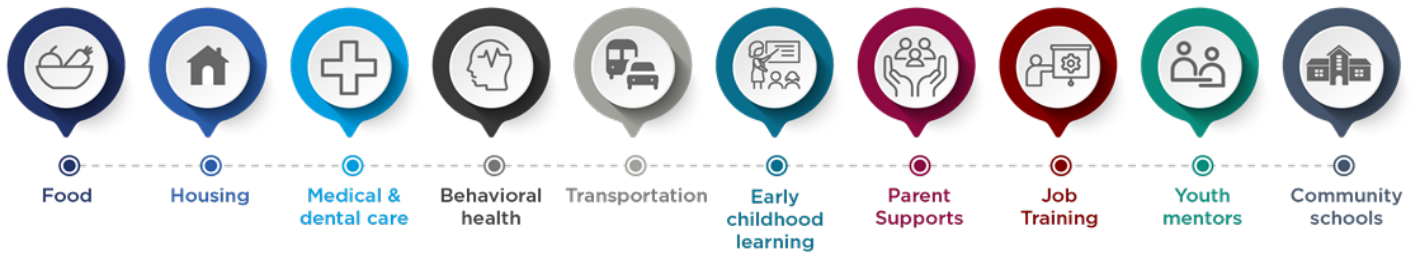 Food
Housing
Medical &
dental care
Behavioral
health
Transportation
Early
childhood
learning
Parent
Supports
Job
Training
Youth
mentors
Community
schools